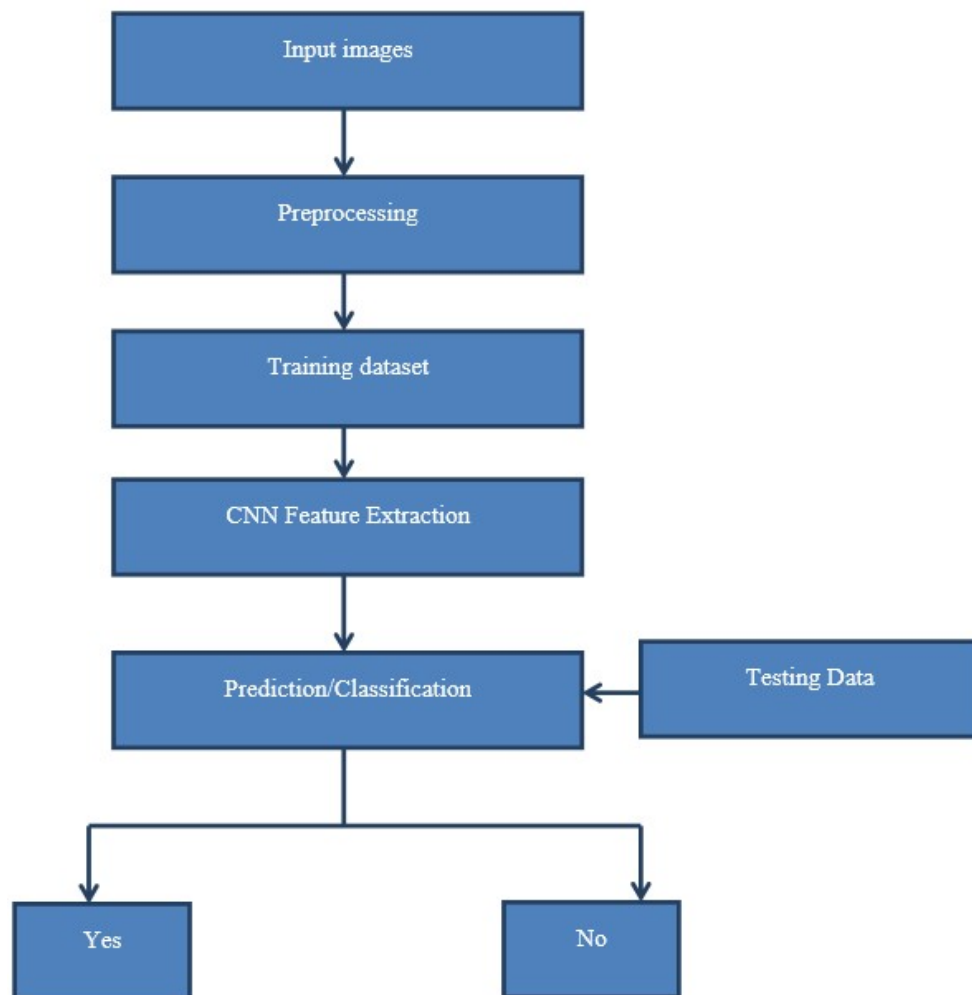 Input images
Preprocessing
Training dataset
CNN Feature Extraction
Prediction/Classification
Testing Data
Yes
No